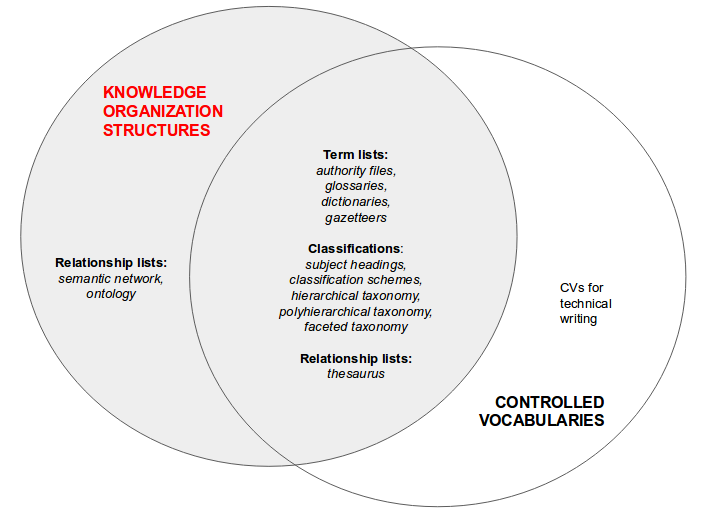 KNOWLEDGE
ORGANIZATION
STRUCTURES
Relationship lists:
semantic network,
ontology
Term lists:
authority files,
glossaries,
dictionaries,
gazetteers
Classifications:
subject headings,
classification schemes,
hierarchical taxonomy,
polyhierarchical taxonomy,
faceted taxonomy
Relationship lists:
thesaurus
CVs for
technical
writing
CONTROLLED
VOCABULARIES